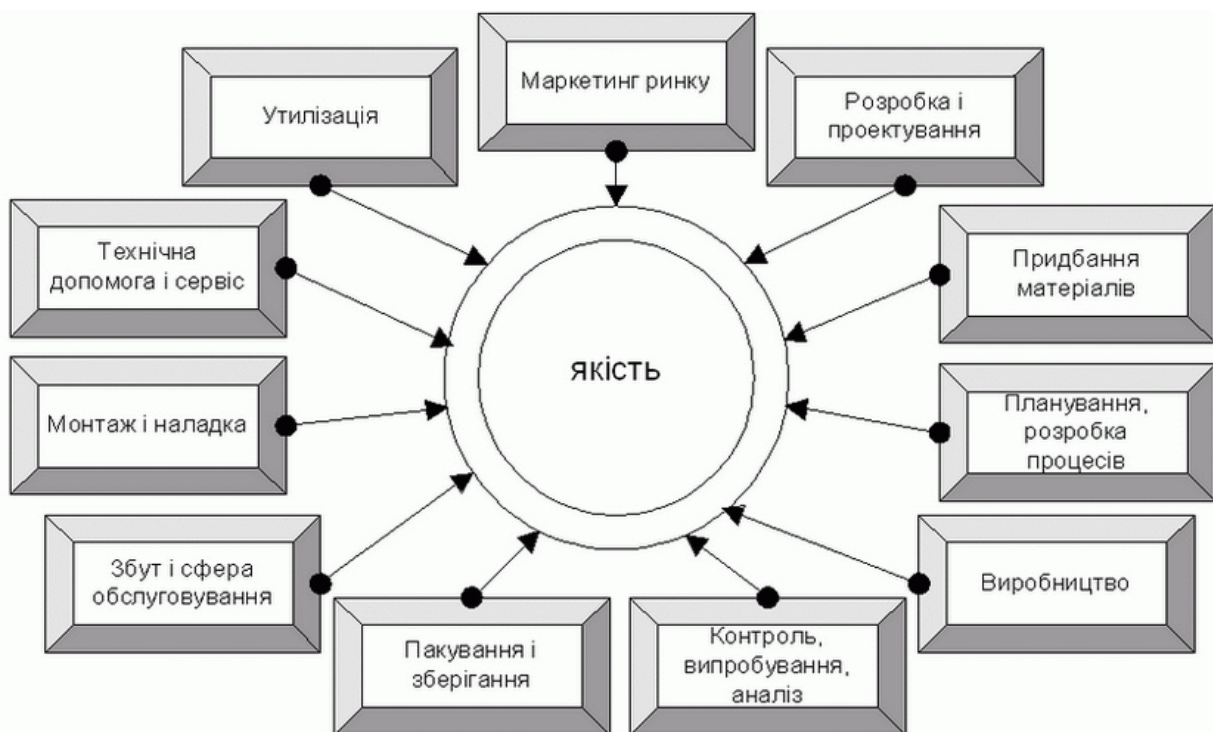 Маркетинг ринку
Розробка і
проектування
Придбання
матеріалів
Планування,
розробка
процесів
Виробництво
Контроль,
випробування,
аналіз
Пакування і
зберігання
Збут і сфера
обслуговування
Монтаж і наладка
Технічна
допомога і сервіс
Утилізація
якість